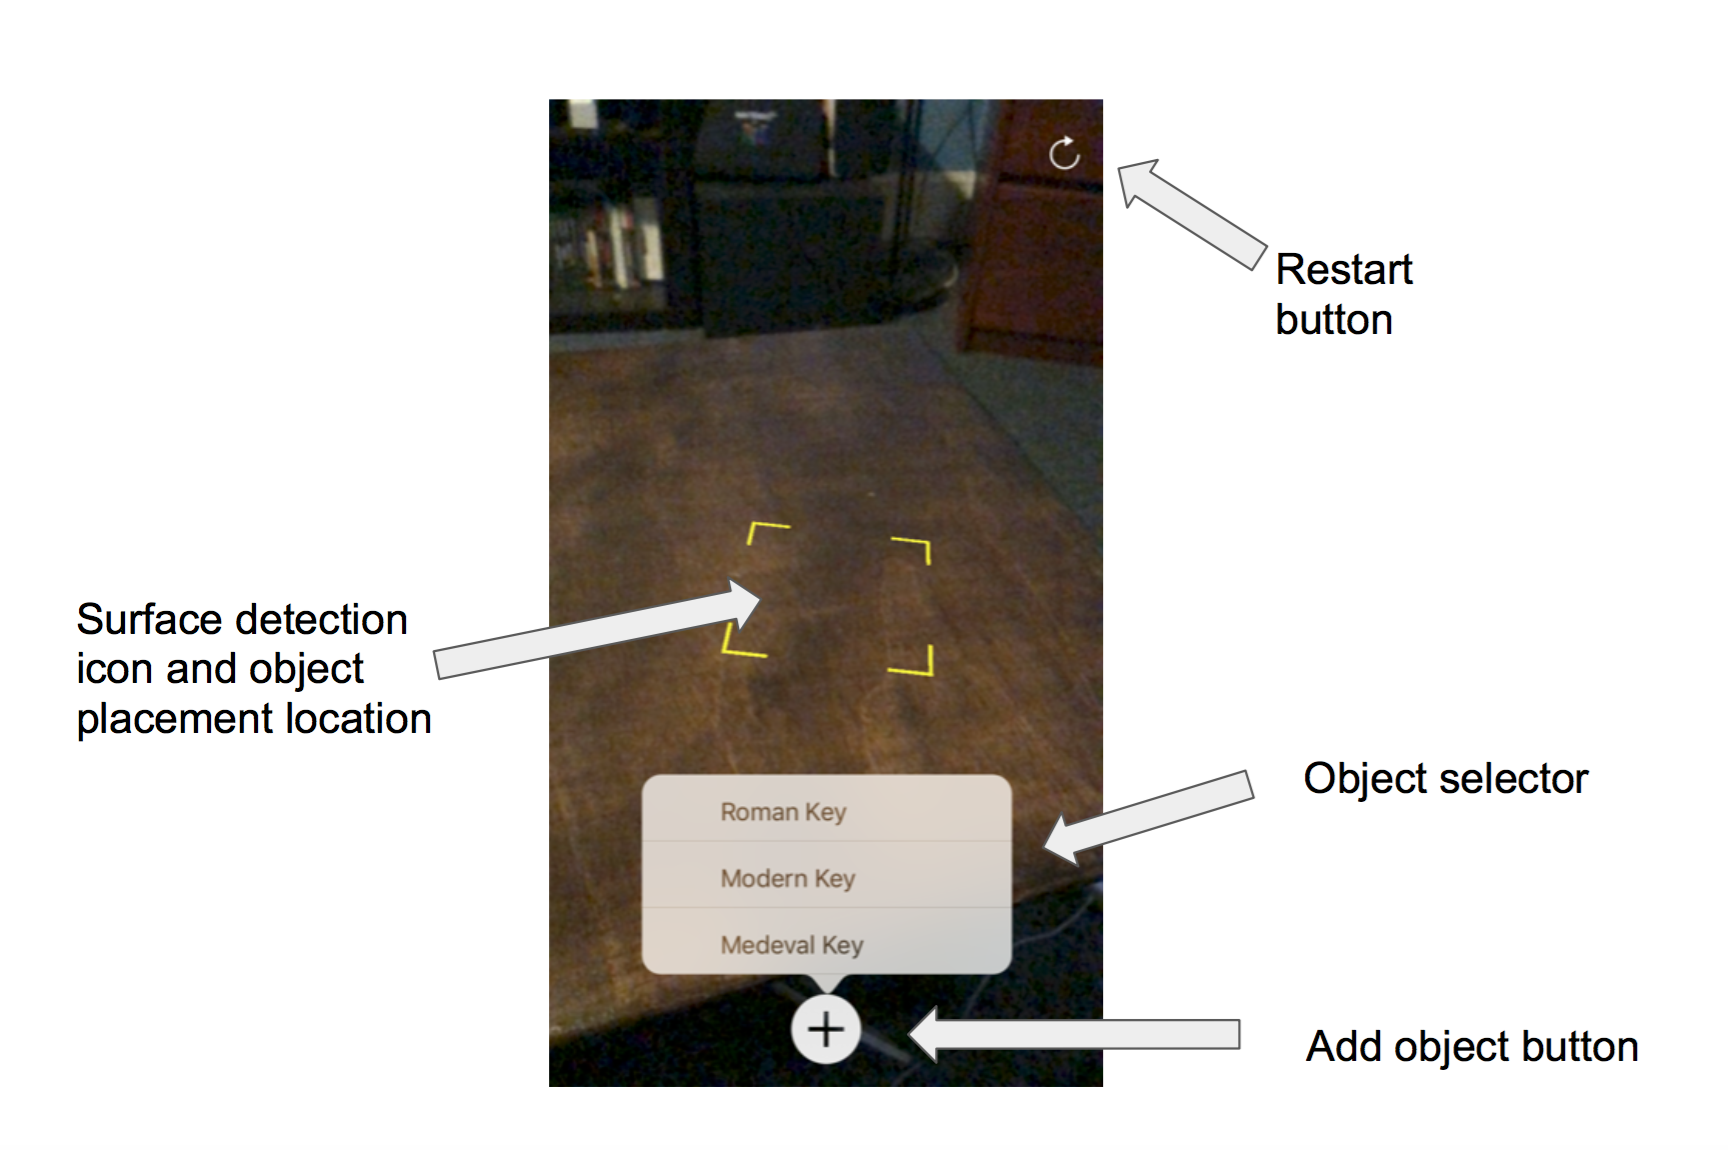 Restart
button
Surface detection
icon and object
placement location
Object selector
Roman Key
Modern Key
Medeval Key
Add object button